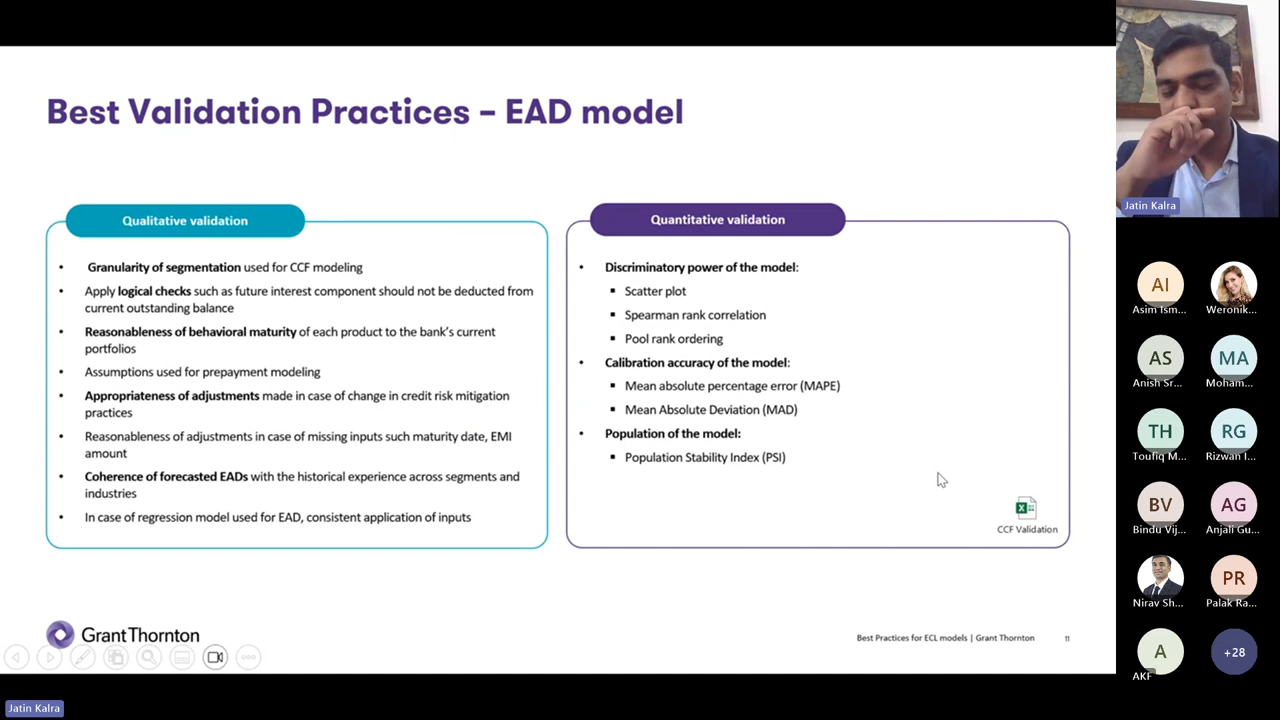 Best Validation Practices – EAD model
Qualitative validation
• Granularity of segmentation used for CCF modeling
• Apply logical checks such as future interest component should not be deducted from
current outstanding balance
• Reasonableness of behavioral maturity of each product to the bank's current
portfolios
• Assumptions used for prepayment modeling
• Appropriateness of adjustments made in case of change in credit risk mitigation
practices
• Reasonableness of adjustments in case of missing inputs such maturity date, EMI
amount
• Coherence of forecasted EADs with the historical experience across segments and
industries
• In case of regression model used for EAD, consistent application of inputs
Quantitative validation
• Discriminatory power of the model:
▪ Scatter plot
▪ Spearman rank correlation
▪ Pool rank ordering
• Calibration accuracy of the model:
▪ Mean absolute percentage error (MAPE)
▪ Mean Absolute Deviation (MAD)
• Population of the model:
▪ Population Stability Index (PSI)
CCF Validation
Grant Thornton
Best Practices for ECL models | Grant Thornton 11
Jatin Kalra
Jatin Kalra
AI
Asim Ism...
Weronik...
AS
Anish Sr...
MA
Moham...
TH
Toufiq M...
RG
Rizwan I...
BV
Bindu Vij...
AG
Anjali Gu...
Nirav Sh...
PR
Palak Ra...
A
AKF
+28